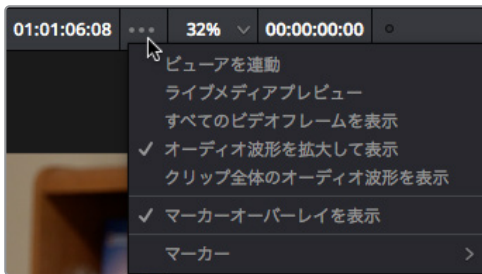 01:01:06:08 ••• 32% 00:00:00:00
ビューアを連動
ライブメディアプレビュー
すべてのビデオフレームを表示
✓ オーディオ波形を拡大して表示
クリップ全体のオーディオ波形を表示
✓ マーカーオーバーレイを表示
マーカー >